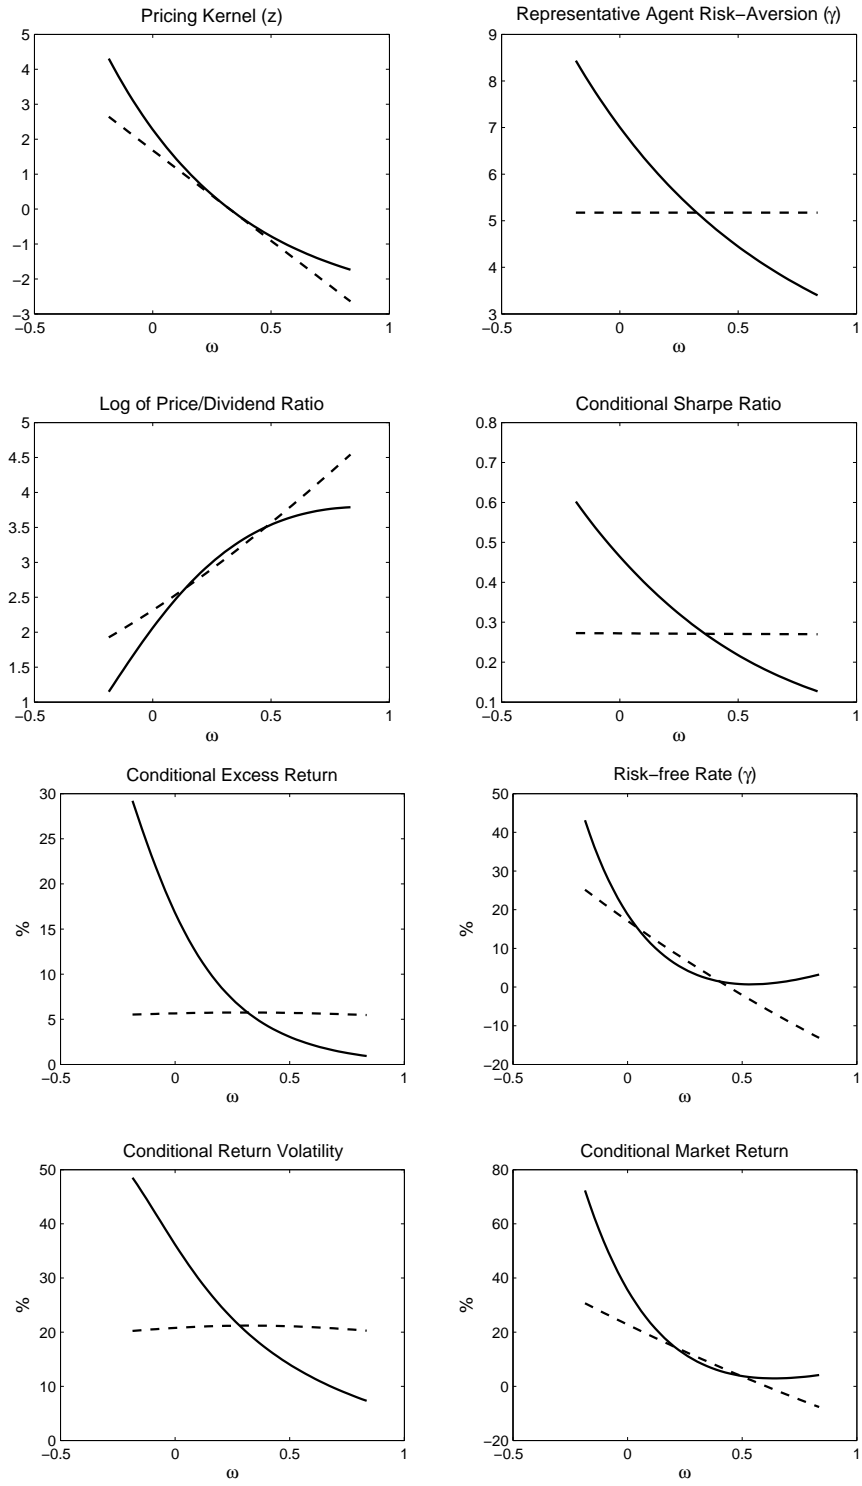 Pricing Kernel (z)
5
4
3
2
1
0
−1
−2
−3
−0.5 0 0.5 1
ω
Representative Agent Risk−Aversion (γ)
9
8
7
6
5
4
3
−0.5 0 0.5 1
ω
Log of Price/Dividend Ratio
5
4.5
4
3.5
3
2.5
2
1.5
1
−0.5 0 0.5 1
ω
Conditional Sharpe Ratio
0.8
0.7
0.6
0.5
0.4
0.3
0.2
0.1
−0.5 0 0.5 1
ω
Conditional Excess Return
30
25
20
15
10
5
0
%
−0.5 0 0.5 1
ω
Risk−free Rate (γ)
50
40
30
20
10
0
−10
−20
%
−0.5 0 0.5 1
ω
Conditional Return Volatility
50
40
30
20
10
0
%
−0.5 0 0.5 1
ω
Conditional Market Return
80
60
40
20
0
−20
%
−0.5 0 0.5 1
ω